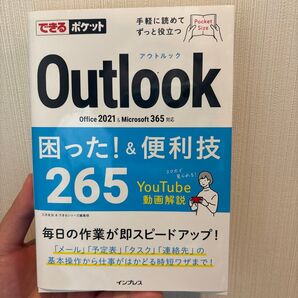 できるポケット
手軽に読めて
ずっと役立つ
Pocket Size
アウトルック
Outlook
Office 2021 & Microsoft 365 対応
困った!&便利技
265
YouTube
動画解説
毎日の作業が即スピードアップ!
「メール」「予定表」「タスク」「連絡先」の
基本操作から仕事がはかどる時短ワザまで!
インプレス